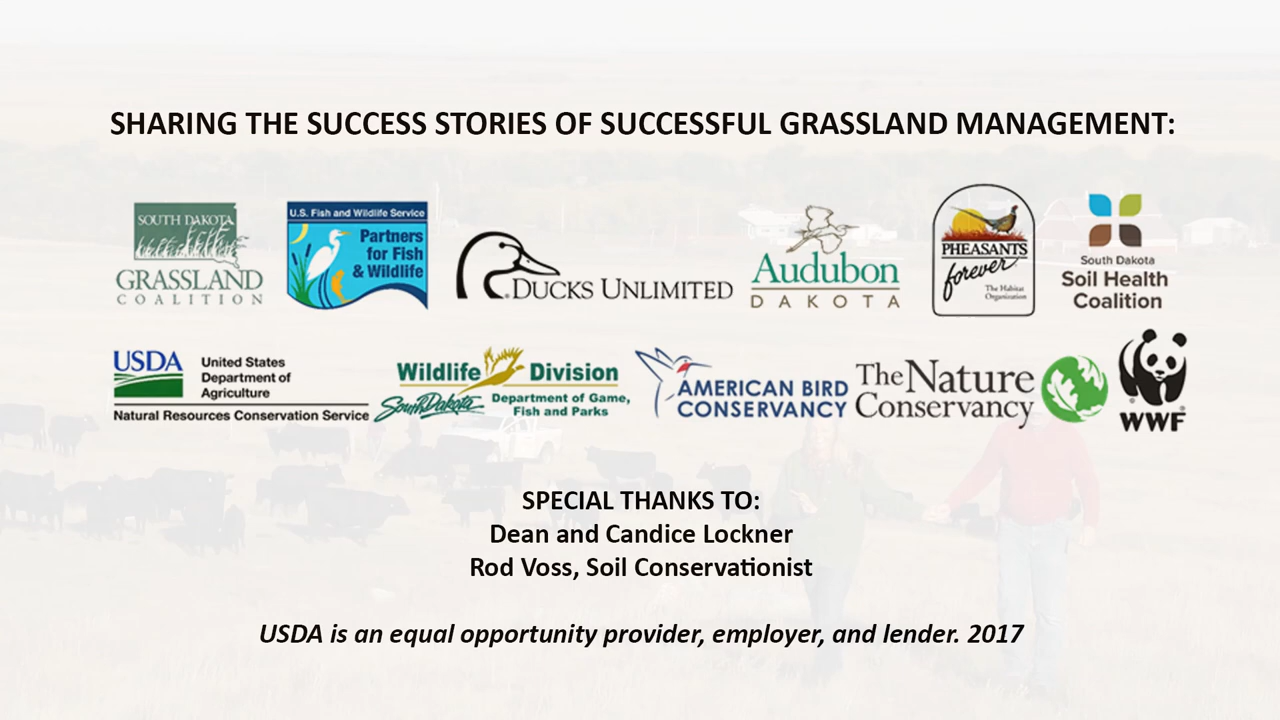 SHARING THE SUCCESS STORIES OF SUCCESSFUL GRASSLAND MANAGEMENT:
SOUTH DAKOTA
GRASSLAND
COALITION
U.S. Fish and Wildlife Service
Partners
for Fish
& Wildlife
DUCKS UNLIMITED
Audubon
DAKOTA
PHEASANTS
forever
The Habitat
Organization
South Dakota
Soil Health
Coalition
USDA
United States
Department of
Agriculture
Natural Resources Conservation Service
Wildlife Division
South Dakota
Department of Game,
Fish and Parks
AMERICAN BIRD
CONSERVANCY
The Nature
Conservancy
WWF
SPECIAL THANKS TO:
Dean and Candice Lockner
Rod Voss, Soil Conservationist
USDA is an equal opportunity provider, employer, and lender. 2017